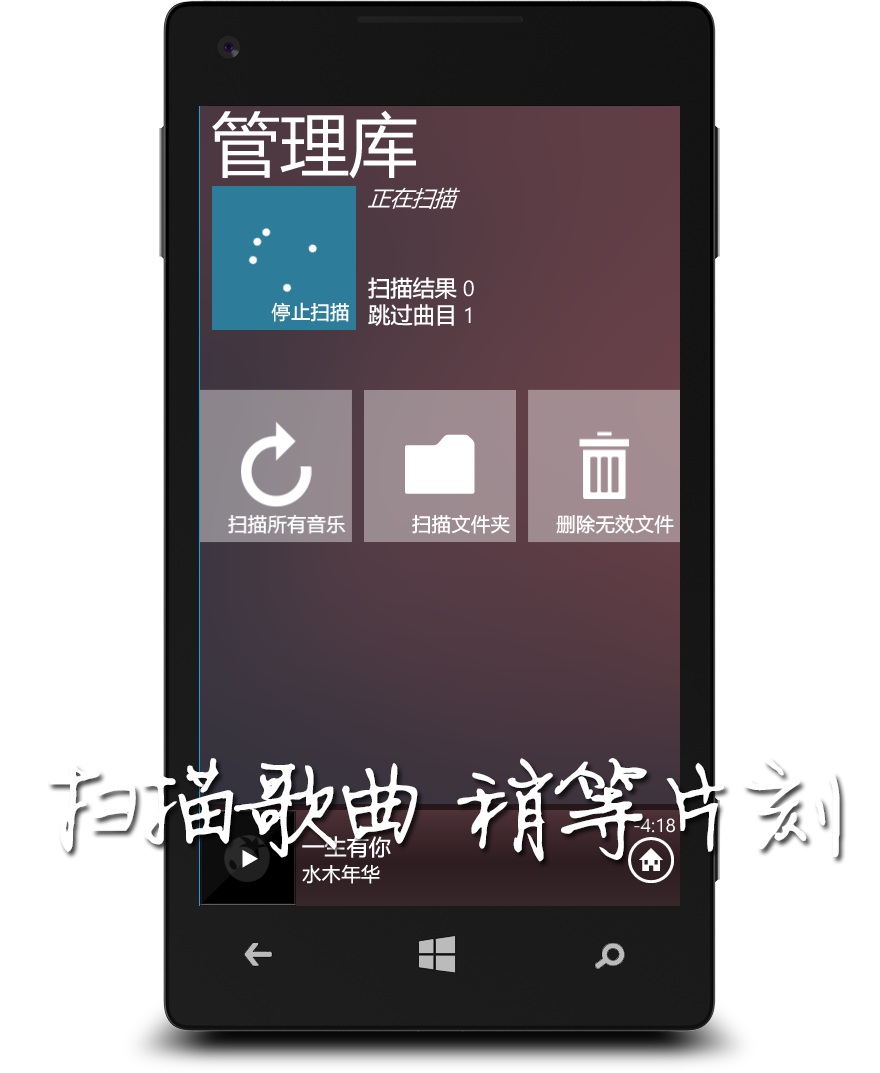 管理库
正在扫描
扫描结果 0
跳过曲目 1
停止扫描
扫描所有音乐
扫描文件夹
删除无效文件
扫描歌曲 稍等片刻
-4:18
一生有你
水木年华